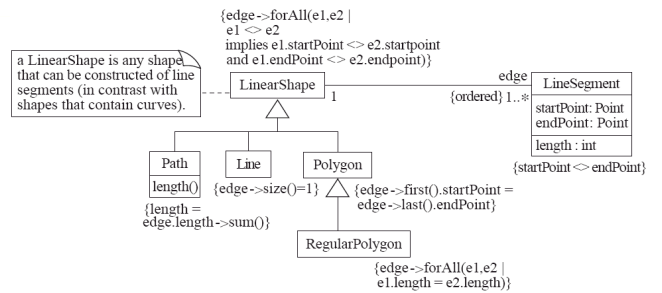 {edge->forAll(e1,e2 |
e1 <> e2
implies e1.startPoint <> e2.startpoint
and e1.endPoint <> e2.endpoint)}
a LinearShape is any shape
that can be constructed of line
segments (in contrast with
shapes that contain curves).
LinearShape
1
edge
{ordered} 1..*
LineSegment
startPoint: Point
endPoint: Point
length : int
{startPoint <> endPoint}
Path
length()
{length =
edge.length->sum()}
Line
{edge->size()=1}
Polygon
{edge->first().startPoint =
edge->last().endPoint}
RegularPolygon
{edge->forAll(e1,e2 |
e1.length = e2.length)}